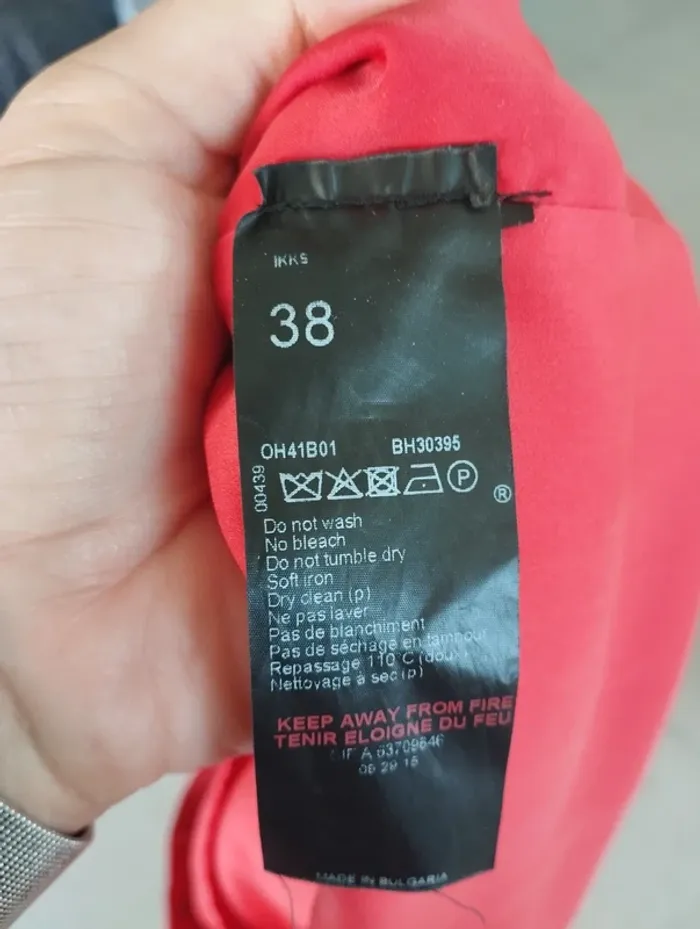 IKKS
38
OH41B01 BH30395
00439
P
®
Do not wash
No bleach
Do not tumble dry
Soft iron
Dry clean (p)
Ne pas laver
Pas de blanchiment
Pas de séchage en tambour
Repassage 110°C (doux)
Nettoyage à sec (p)
KEEP AWAY FROM FIRE
TENIR ELOIGNE DU FEU
A 63709646
MADE IN BULGARIA